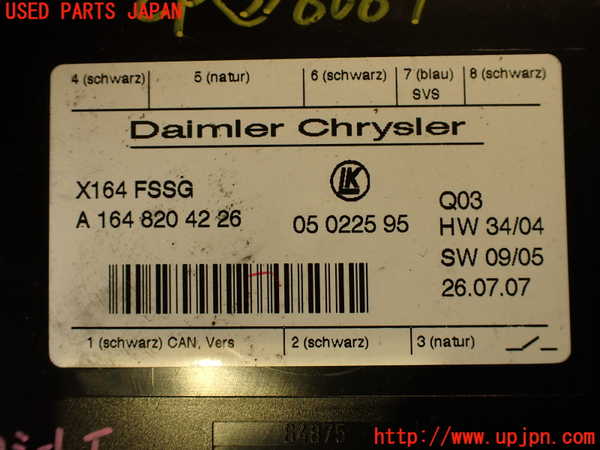 USED PARTS JAPAN
4 (schwarz) 5 (natur) 6 (schwarz) 7 (blau) SVS 8 (schwarz)
Daimler Chrysler
LK
X164 FSSG
A 164 820 42 26 05 0225 95
Q03
HW 34/04
SW 09/05
26.07.07
1 (schwarz) CAN, Vers 2 (schwarz) 3 (natur)
84875
http://www.upjpn.com